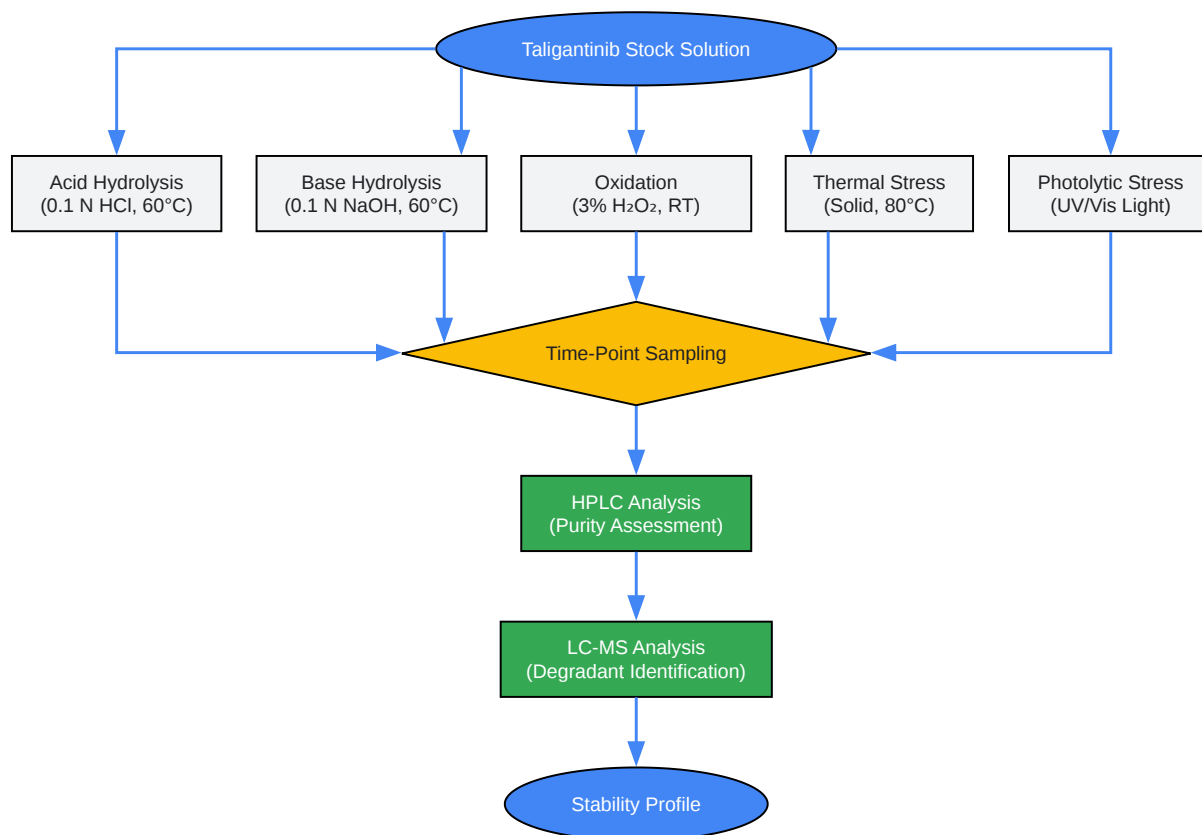 Taligantinib Stock Solution
Acid Hydrolysis
(0.1 N HCl, 60°C)
Base Hydrolysis
(0.1 N NaOH, 60°C)
Oxidation
(3% H₂O₂, RT)
Thermal Stress
(Solid, 80°C)
Photolytic Stress
(UV/Vis Light)
Time-Point Sampling
HPLC Analysis
(Purity Assessment)
LC-MS Analysis
(Degradant Identification)
Stability Profile